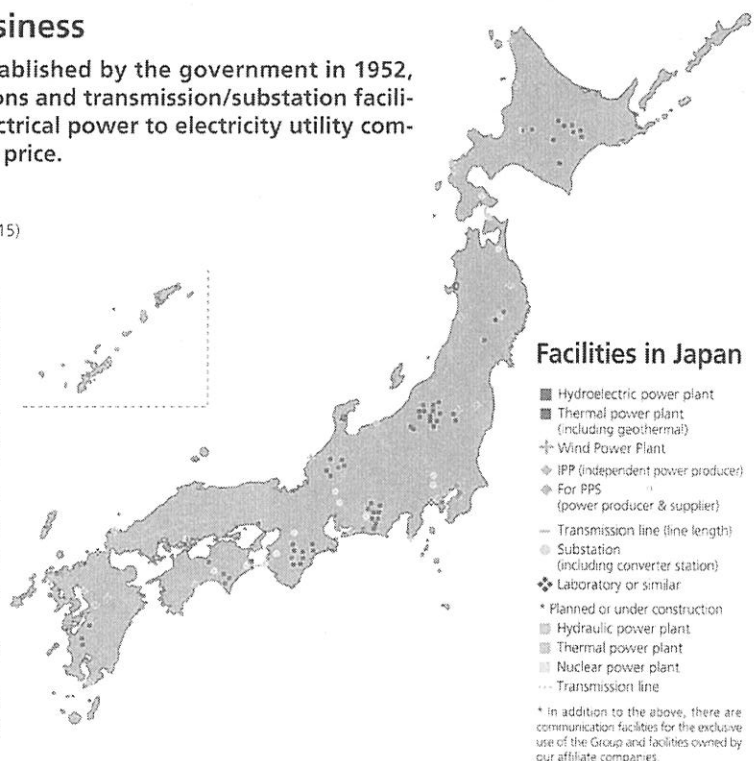 siness
ablished by the government in 1952,
ons and transmission/substation facili-
ctrical power to electricity utility com-
price.
15)
Facilities in Japan
Hydroelectric power plant
Thermal power plant
(including geothermal)
Wind Power Plant
IPP (independent power producer)
For PPS
(power producer & supplier)
Transmission line (line length)
Substation
(including converter station)
Laboratory or similar
* Planned or under construction
Hydraulic power plant
Thermal power plant
Nuclear power plant
Transmission line
* In addition to the above, there are
communication facilities for the exclusive
use of the Group and facilities owned by
our affiliate companies.